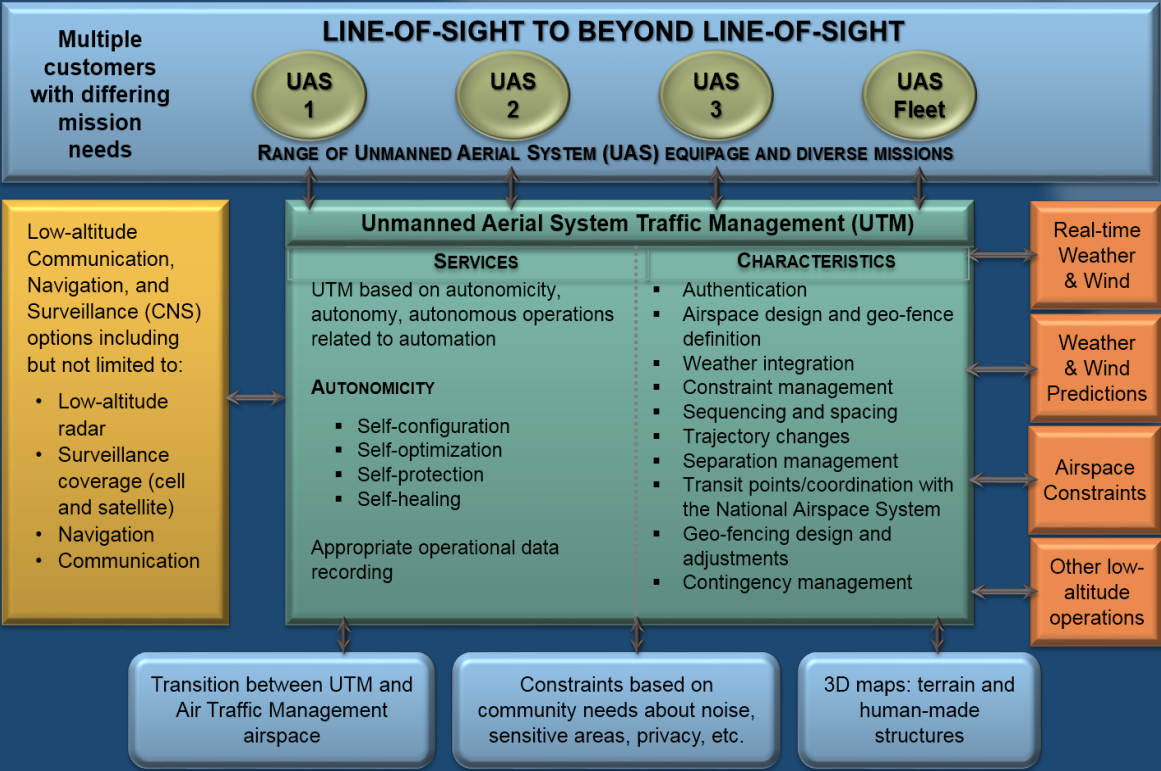 Multiple
customers
with differing
mission
needs
LINE-OF-SIGHT TO BEYOND LINE-OF-SIGHT
UAS
1
UAS
2
UAS
3
UAS
Fleet
RANGE OF UNMANNED AERIAL SYSTEM (UAS) EQUIPAGE AND DIVERSE MISSIONS
Low-altitude
Communication,
Navigation, and
Surveillance (CNS)
options including
but not limited to:
• Low-altitude
radar
• Surveillance
coverage (cell
and satellite)
• Navigation
• Communication
Unmanned Aerial System Traffic Management (UTM)
SERVICES
UTM based on autonomicity,
autonomy, autonomous operations
related to automation
AUTONOMICITY
▪ Self-configuration
▪ Self-optimization
▪ Self-protection
▪ Self-healing
Appropriate operational data
recording
CHARACTERISTICS
▪ Authentication
▪ Airspace design and geo-fence
definition
▪ Weather integration
▪ Constraint management
▪ Sequencing and spacing
▪ Trajectory changes
▪ Separation management
▪ Transit points/coordination with
the National Airspace System
▪ Geo-fencing design and
adjustments
▪ Contingency management
Real-time
Weather
& Wind
Weather
& Wind
Predictions
Airspace
Constraints
Other low-
altitude
operations
Transition between UTM and
Air Traffic Management
airspace
Constraints based on
community needs about noise,
sensitive areas, privacy, etc.
3D maps: terrain and
human-made
structures